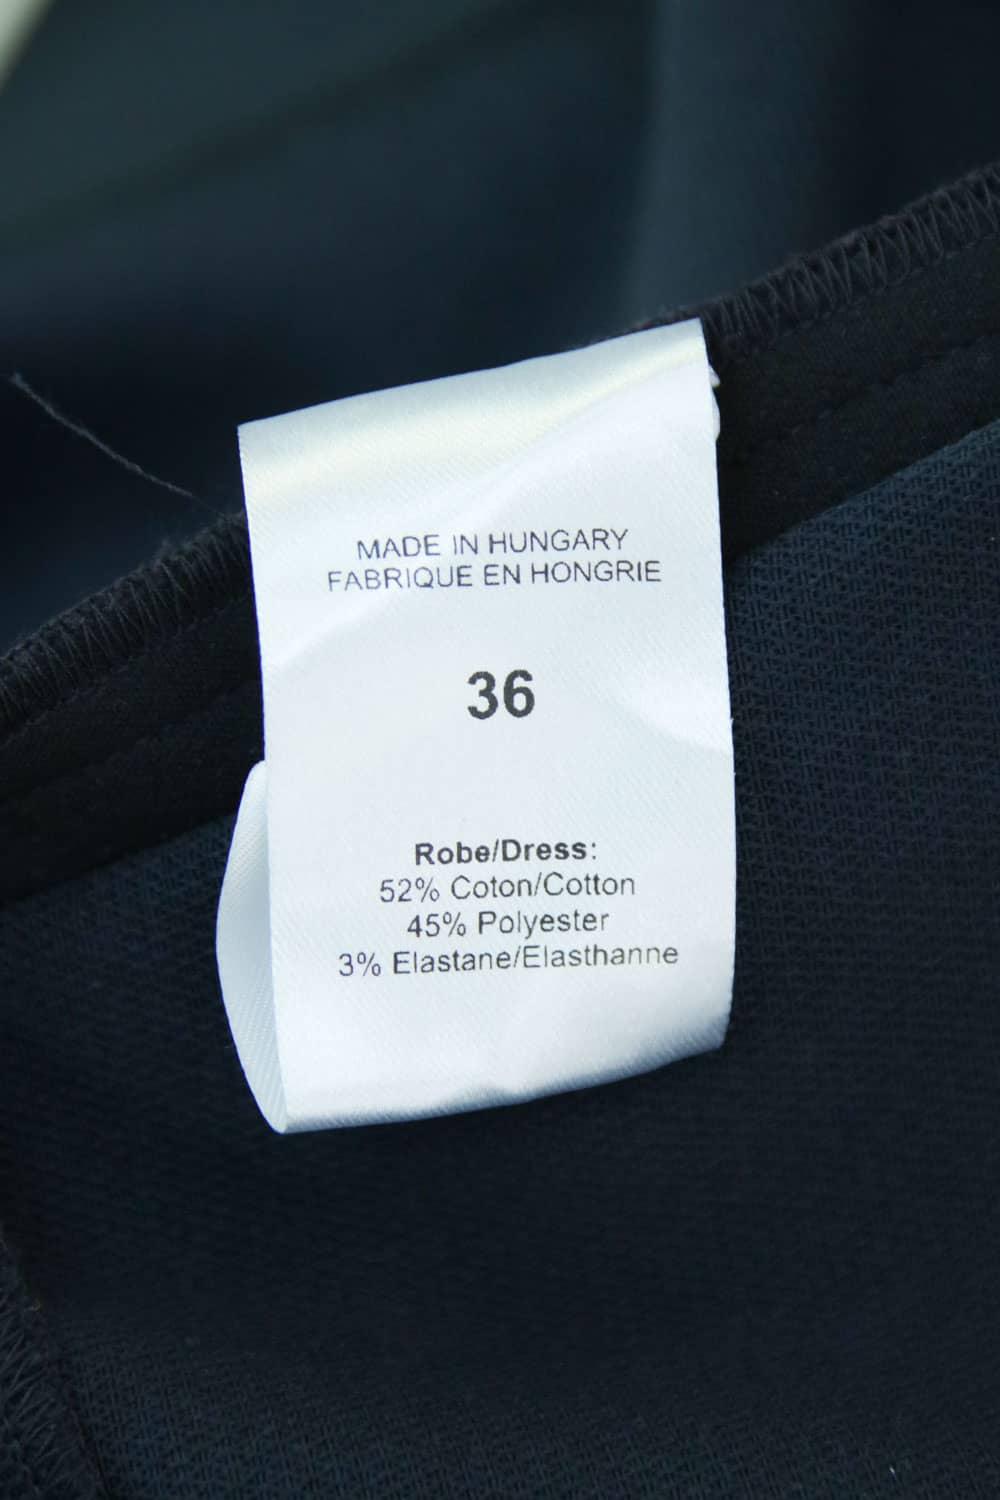 MADE IN HUNGARY
FABRIQUE EN HONGRIE
36
Robe/Dress:
52% Coton/Cotton
45% Polyester
3% Elastane/Elasthanne